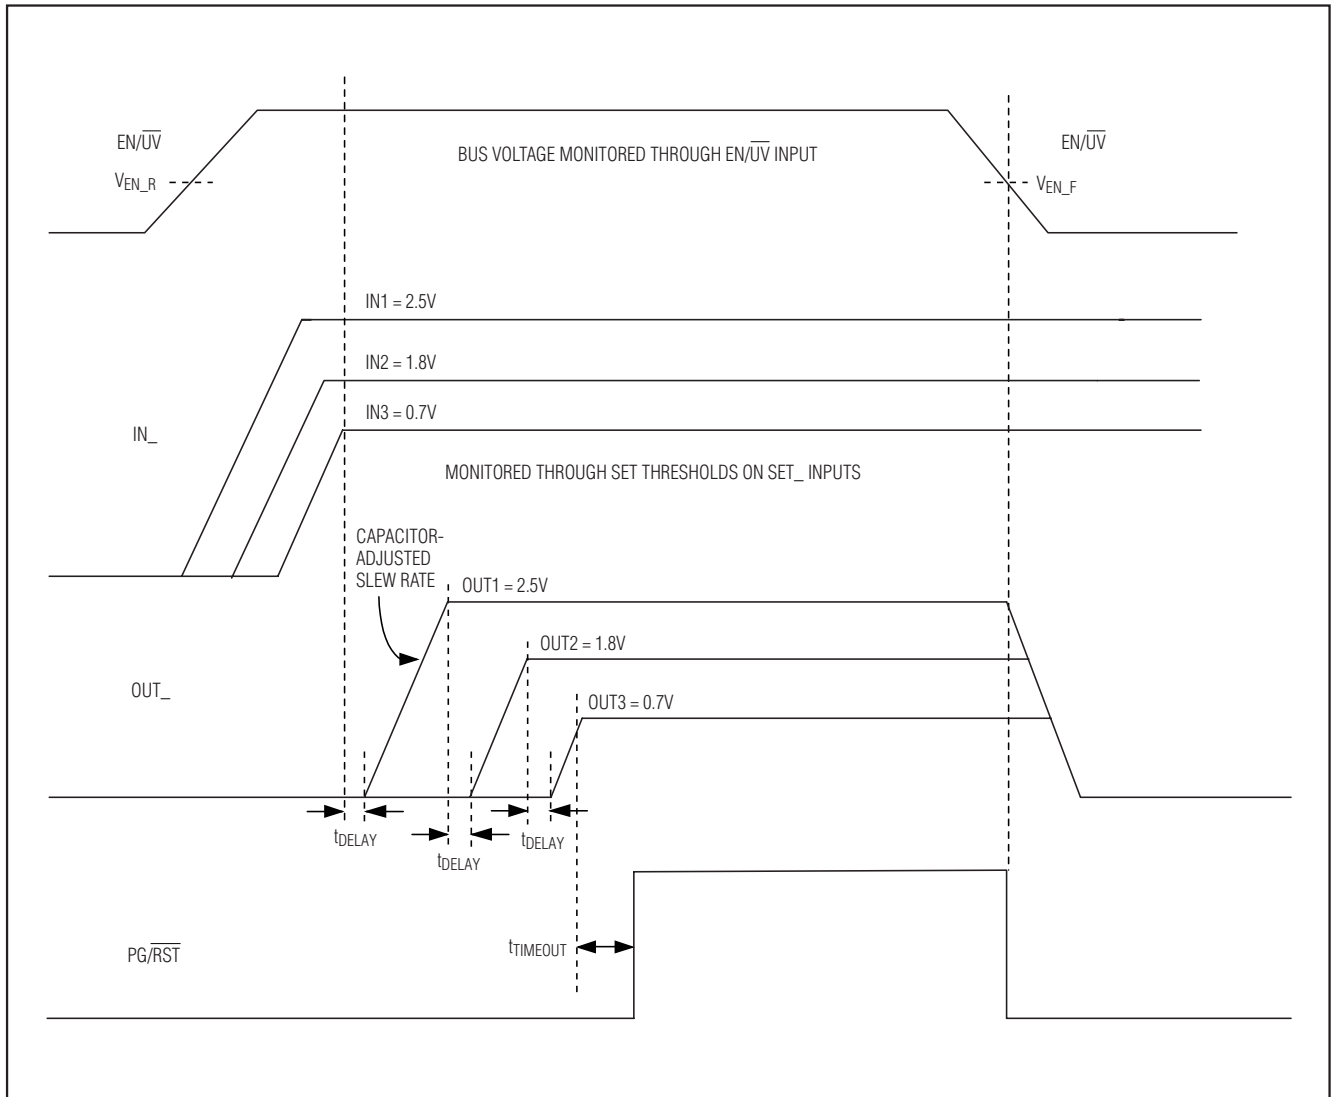 EN/UV
BUS VOLTAGE MONITORED THROUGH EN/UV INPUT
EN/UV
VEN_R
VEN_F
IN1 = 2.5V
IN2 = 1.8V
IN3 = 0.7V
IN_
MONITORED THROUGH SET THRESHOLDS ON SET_ INPUTS
CAPACITOR-
ADJUSTED
SLEW RATE
OUT1 = 2.5V
OUT2 = 1.8V
OUT3 = 0.7V
OUT_
tDELAY
tDELAY
tDELAY
tTIMEOUT
PG/RST